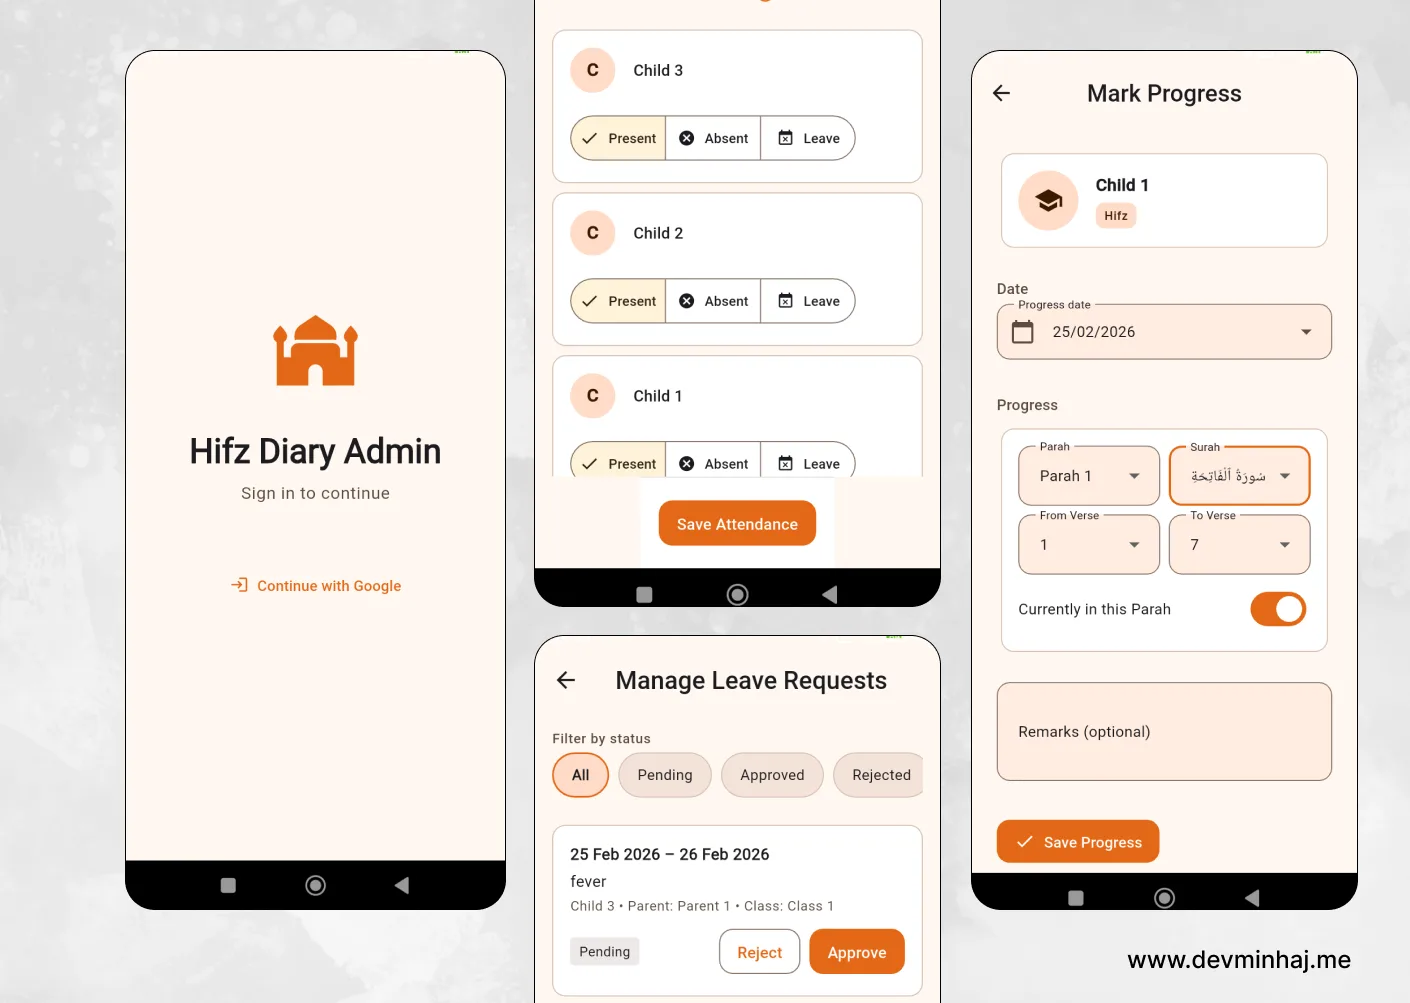 Hifz Diary Admin
Sign in to continue
Continue with Google
C Child 3
Present Absent Leave
C Child 2
Present Absent Leave
C Child 1
Present Absent Leave
Save Attendance
Manage Leave Requests
Filter by status
All Pending Approved Rejected
25 Feb 2026 – 26 Feb 2026
fever
Child 3 • Parent: Parent 1 • Class: Class 1
Pending Reject Approve
Mark Progress
Child 1
Hifz
Date
Progress date
25/02/2026
Progress
Parah Surah
Parah 1 سُورَةُ ٱلْفَاتِحَةِ
From Verse To Verse
1 7
Currently in this Parah
Remarks (optional)
Save Progress
www.devminhaj.me